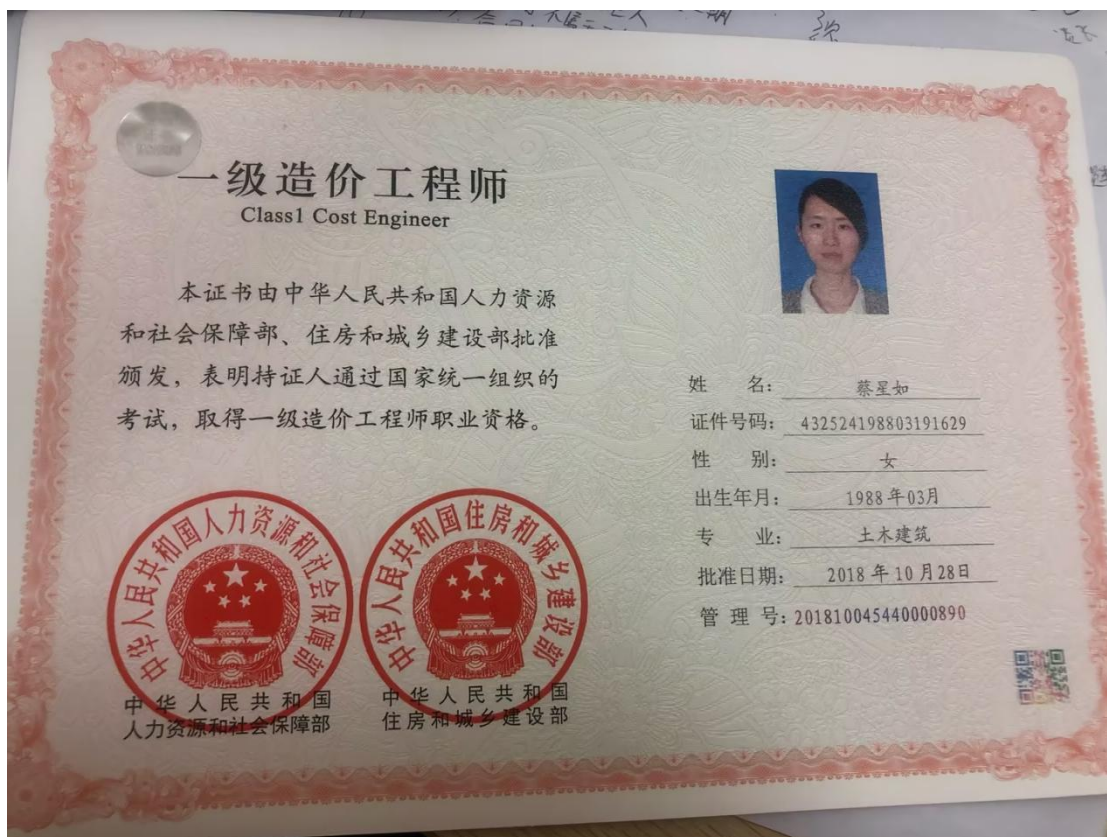 一级造价工程师
Class1 Cost Engineer
本证书由中华人民共和国人力资源
和社会保障部、住房和城乡建设部批准
颁发，表明持证人通过国家统一组织的
考试，取得一级造价工程师职业资格。
中华人民共和国人力资源和社会保障部
中华人民共和国住房和城乡建设部
中华人民共和国
人力资源和社会保障部
中华人民共和国
住房和城乡建设部
姓 名：蔡星如
证件号码：432524198803191629
性 别：女
出生年月：1988年03月
专 业：土木建筑
批准日期：2018年10月28日
管 理 号：201810045440000890